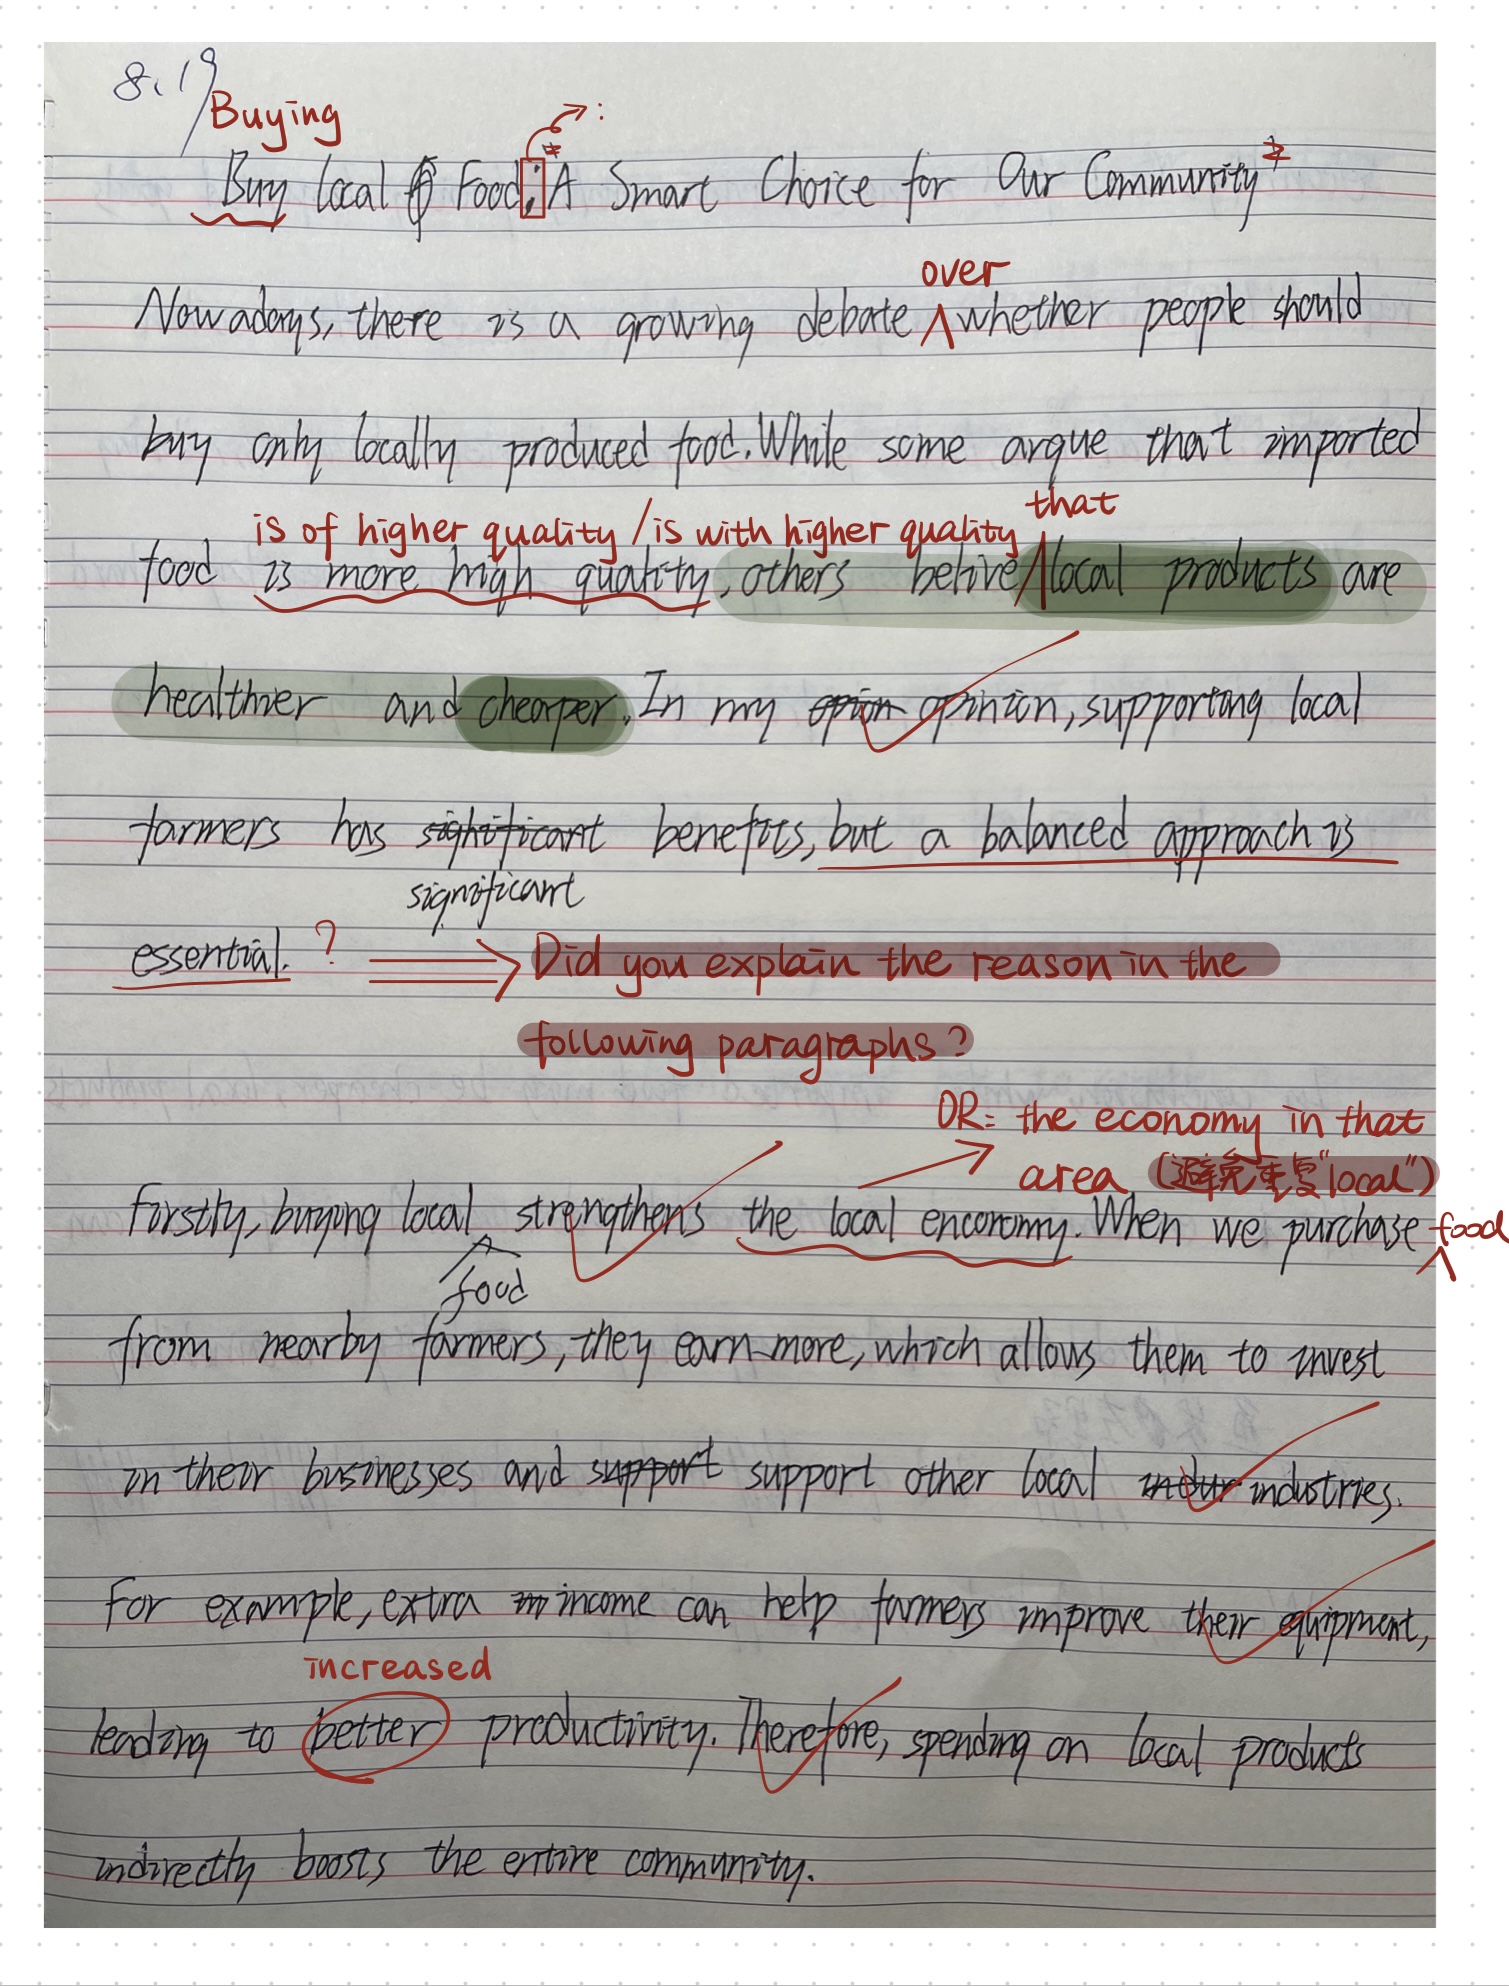 8.19
Buying
:
Buy local Food; A Smart Choice for Our Community
over
Nowadays, there is a growing debate whether people should
buy only locally produced food. While some argue that imported
that
is of higher quality / is with higher quality
food is more high quality, others belive local products are
healthier and cheaper. In my opion opinion, supporting local
farmers has significant benefits, but a balanced approach is
significant
essential. ? Did you explain the reason in the
following paragraphs?
OR: the economy in that
area (避免重复"local")
Firstly, buying local strengthens the local enconomy. When we purchase food
food
from nearby farmers, they earn more, which allows them to invest
in their businesses and support support other local indur industries.
For example, extra income can help farmers improve their equipment,
increased
leading to better productivity. Therefore, spending on local products
indirectly boosts the entire community.